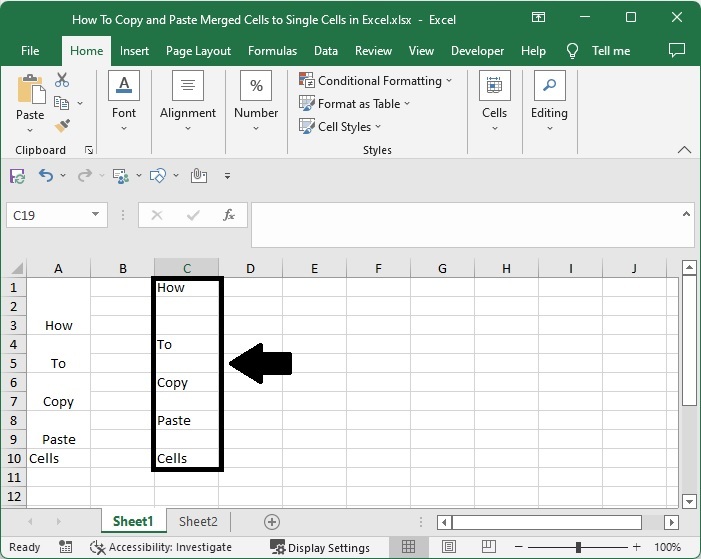 How To Copy and Paste Merged Cells to Single Cells in Excel.xlsx - Excel
File Home Insert Page Layout Formulas Data Review View Developer Help Tell me
Paste Font Alignment Number Conditional Formatting Cells Editing
Format as Table
Cell Styles
Clipboard Styles
C19 fx
A B C D E F G H I J
1 How
2
3 How
4 To
5 To
6 Copy
7 Copy
8 Paste
9 Paste
10 Cells Cells
11
12
Sheet1 Sheet2
Ready Accessibility: Investigate Display Settings 100%